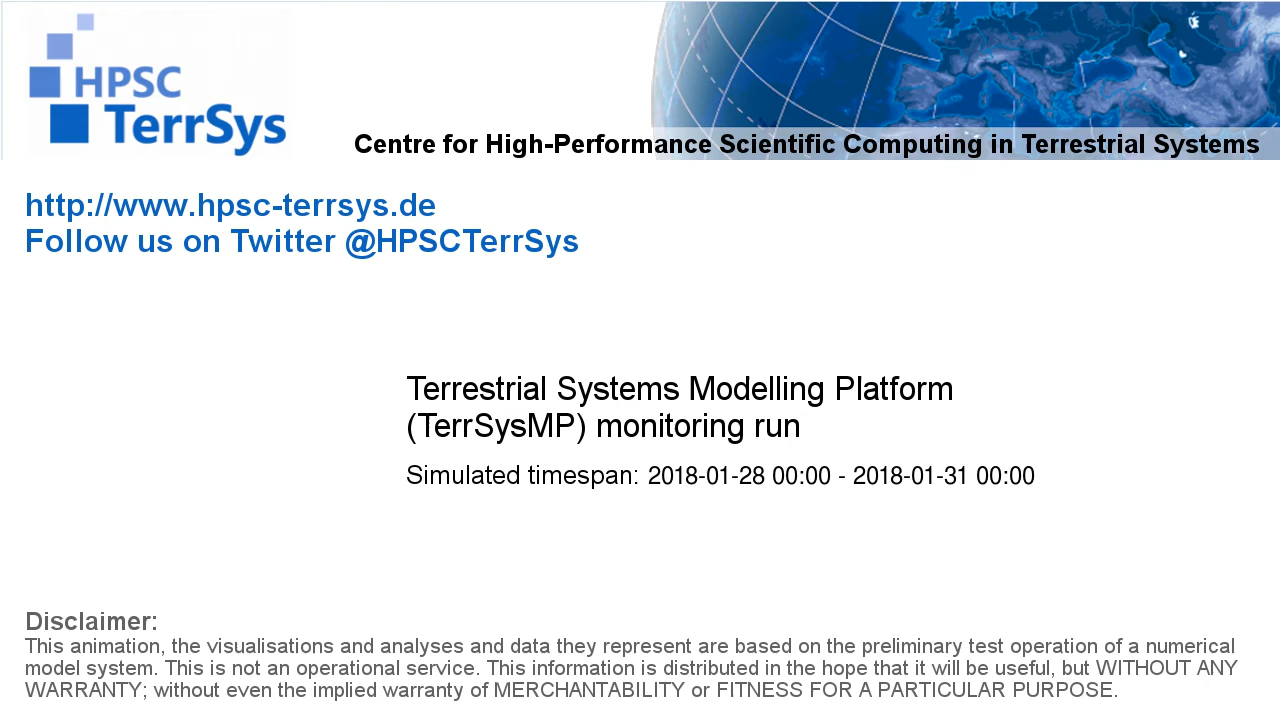 HPSC
TerrSys
Centre for High-Performance Scientific Computing in Terrestrial Systems
http://www.hpsc-terrsys.de
Follow us on Twitter @HPSCTerrSys
Terrestrial Systems Modelling Platform
(TerrSysMP) monitoring run
Simulated timespan: 2018-01-28 00:00 - 2018-01-31 00:00
Disclaimer:
This animation, the visualisations and analyses and data they represent are based on the preliminary test operation of a numerical
model system. This is not an operational service. This information is distributed in the hope that it will be useful, but WITHOUT ANY
WARRANTY; without even the implied warranty of MERCHANTABILITY or FITNESS FOR A PARTICULAR PURPOSE.